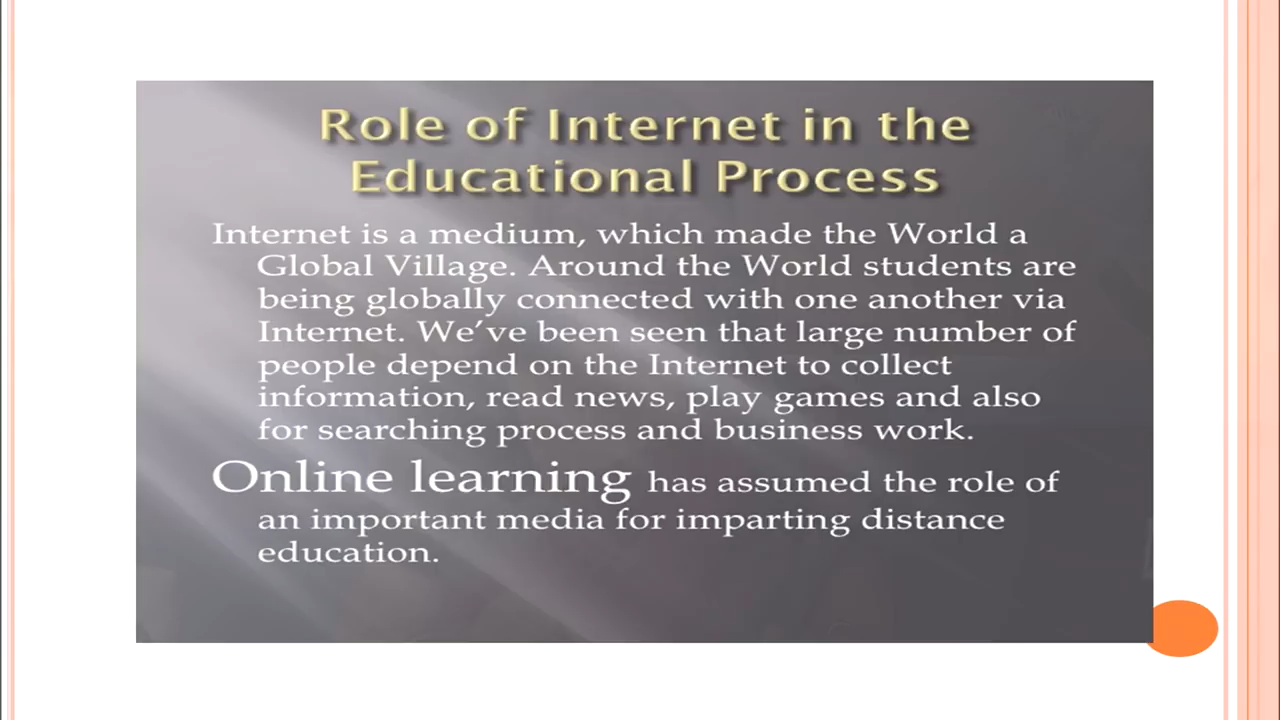 Role of Internet in the
Educational Process
Internet is a medium, which made the World a
Global Village. Around the World students are
being globally connected with one another via
Internet. We’ve been seen that large number of
people depend on the Internet to collect
information, read news, play games and also
for searching process and business work.
Online learning has assumed the role of
an important media for imparting distance
education.